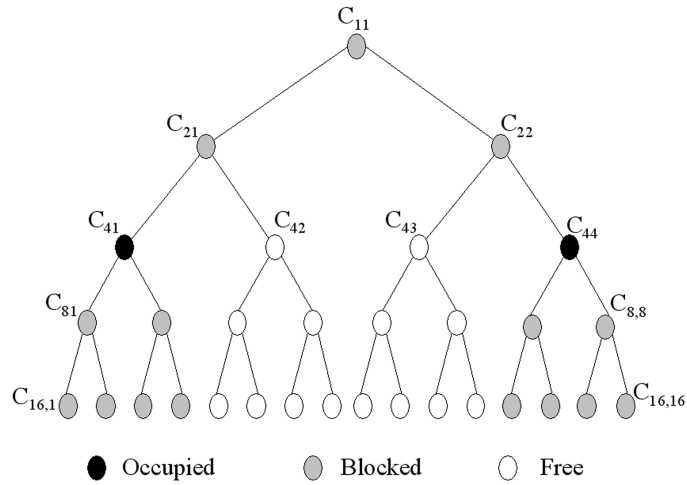 C11
C21 C22
C41 C42 C43 C44
C81 C8,8
C16,1 C16,16
Occupied Blocked Free